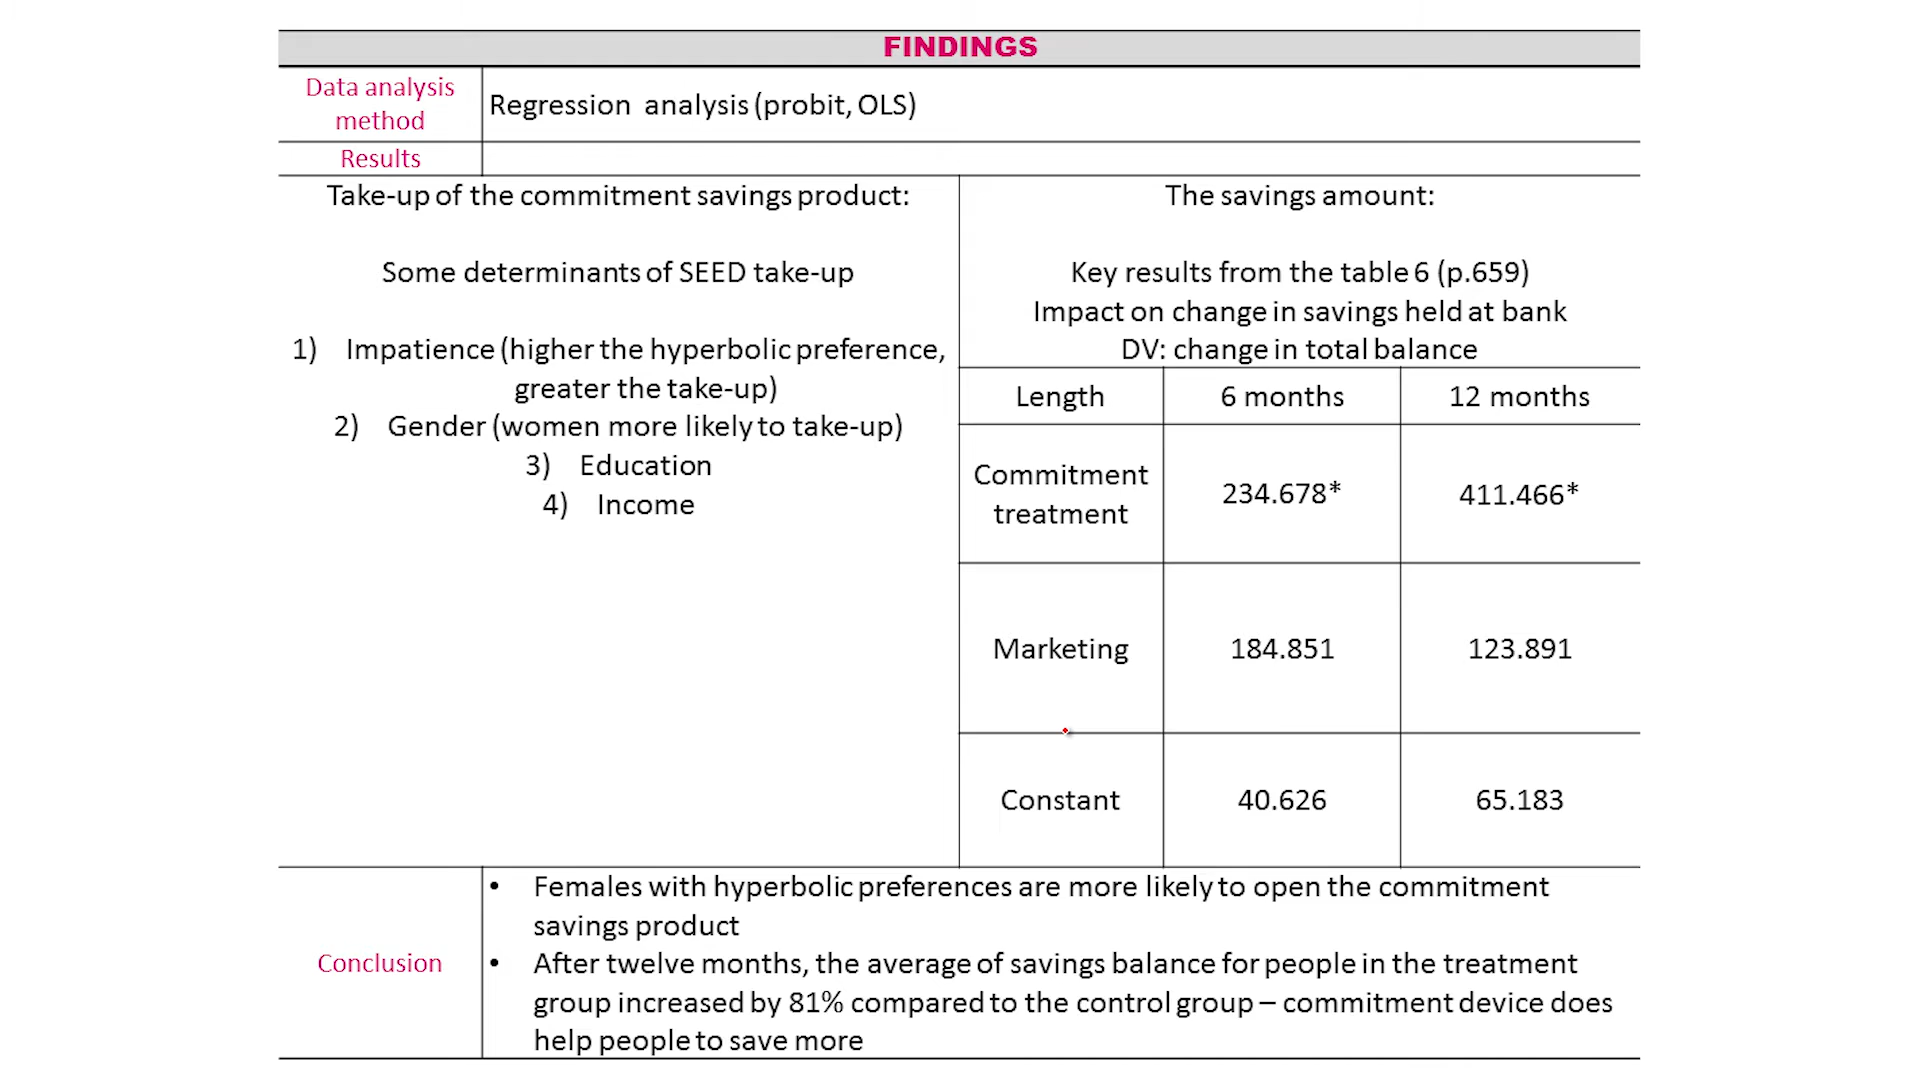 FINDINGS
Data analysis
method
Regression analysis (probit, OLS)
Results
Take-up of the commitment savings product:
Some determinants of SEED take-up
1) Impatience (higher the hyperbolic preference,
greater the take-up)
2) Gender (women more likely to take-up)
3) Education
4) Income
The savings amount:
Key results from the table 6 (p.659)
Impact on change in savings held at bank
DV: change in total balance
Length 6 months 12 months
Commitment
treatment 234.678* 411.466*
Marketing 184.851 123.891
Constant 40.626 65.183
Conclusion
• Females with hyperbolic preferences are more likely to open the commitment
savings product
• After twelve months, the average of savings balance for people in the treatment
group increased by 81% compared to the control group – commitment device does
help people to save more